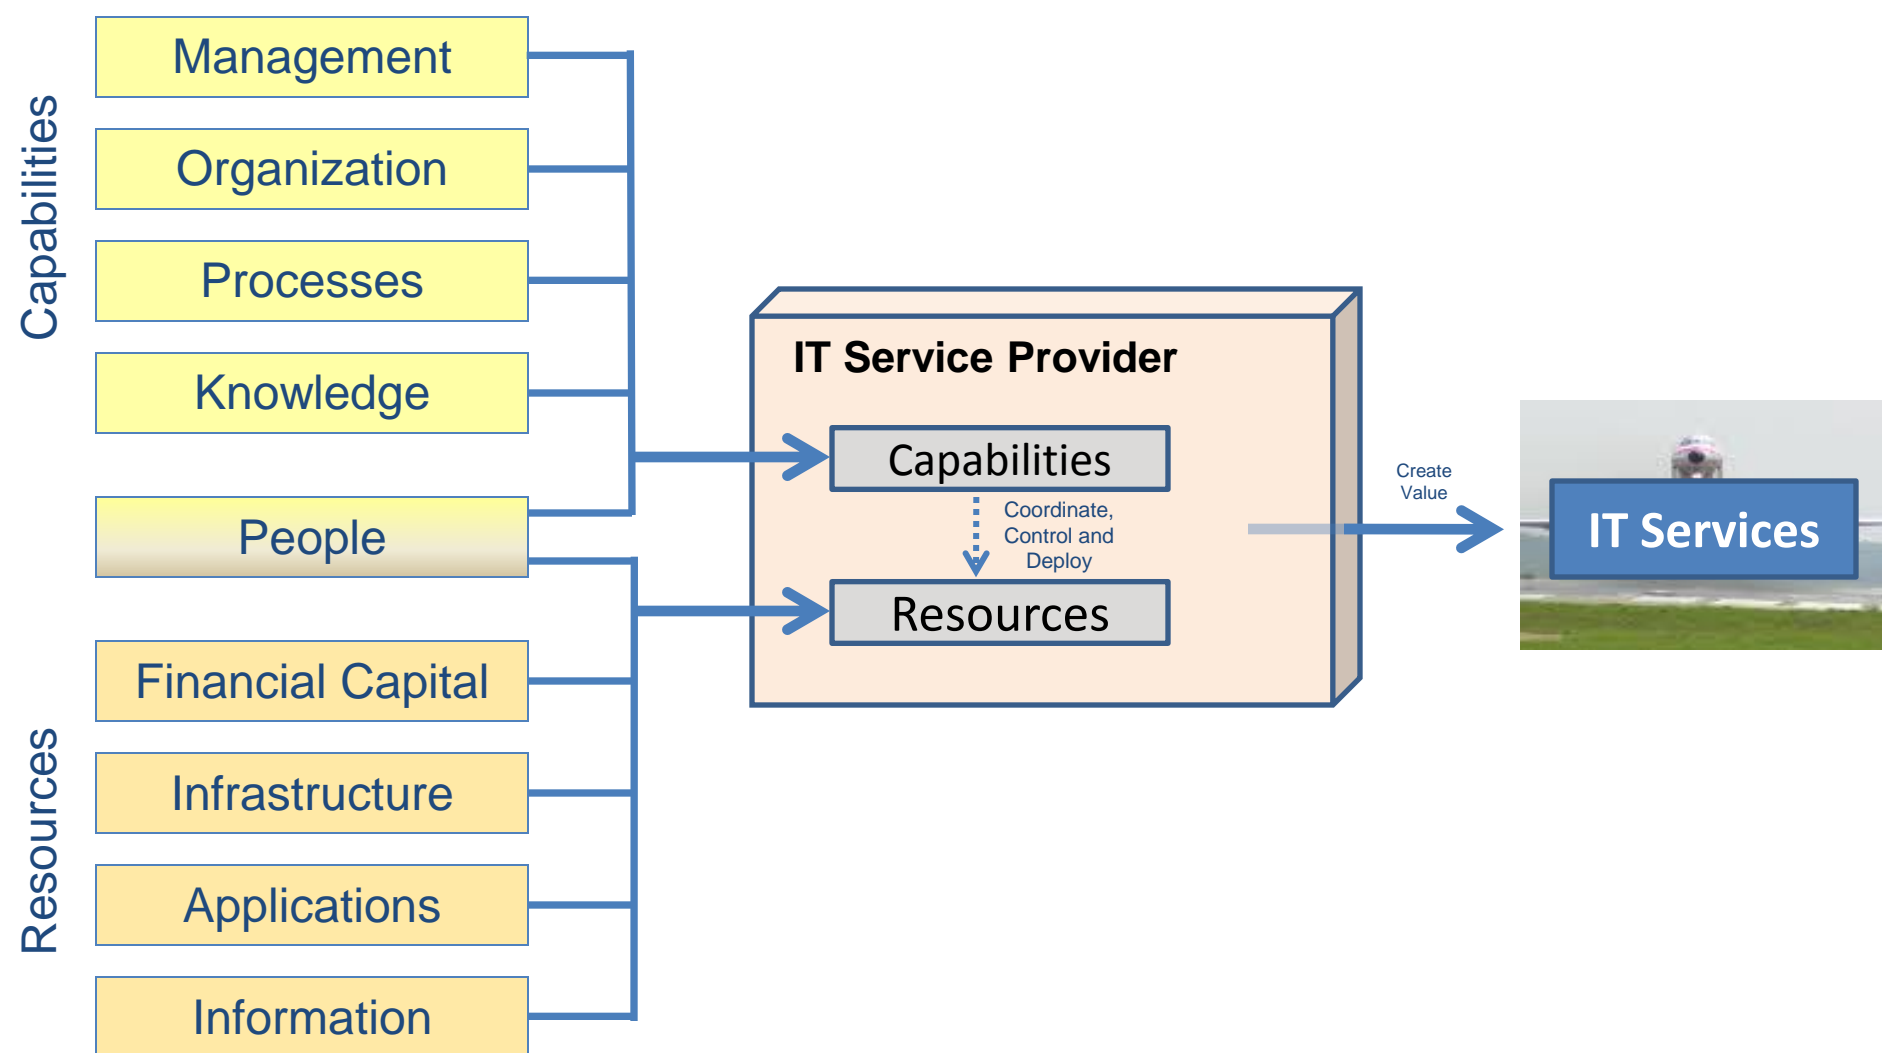 Capabilities
Management
Organization
Processes
Knowledge
People
Resources
Financial Capital
Infrastructure
Applications
Information
IT Service Provider
Capabilities
Coordinate,
Control and
Deploy
Resources
Create
Value
IT Services